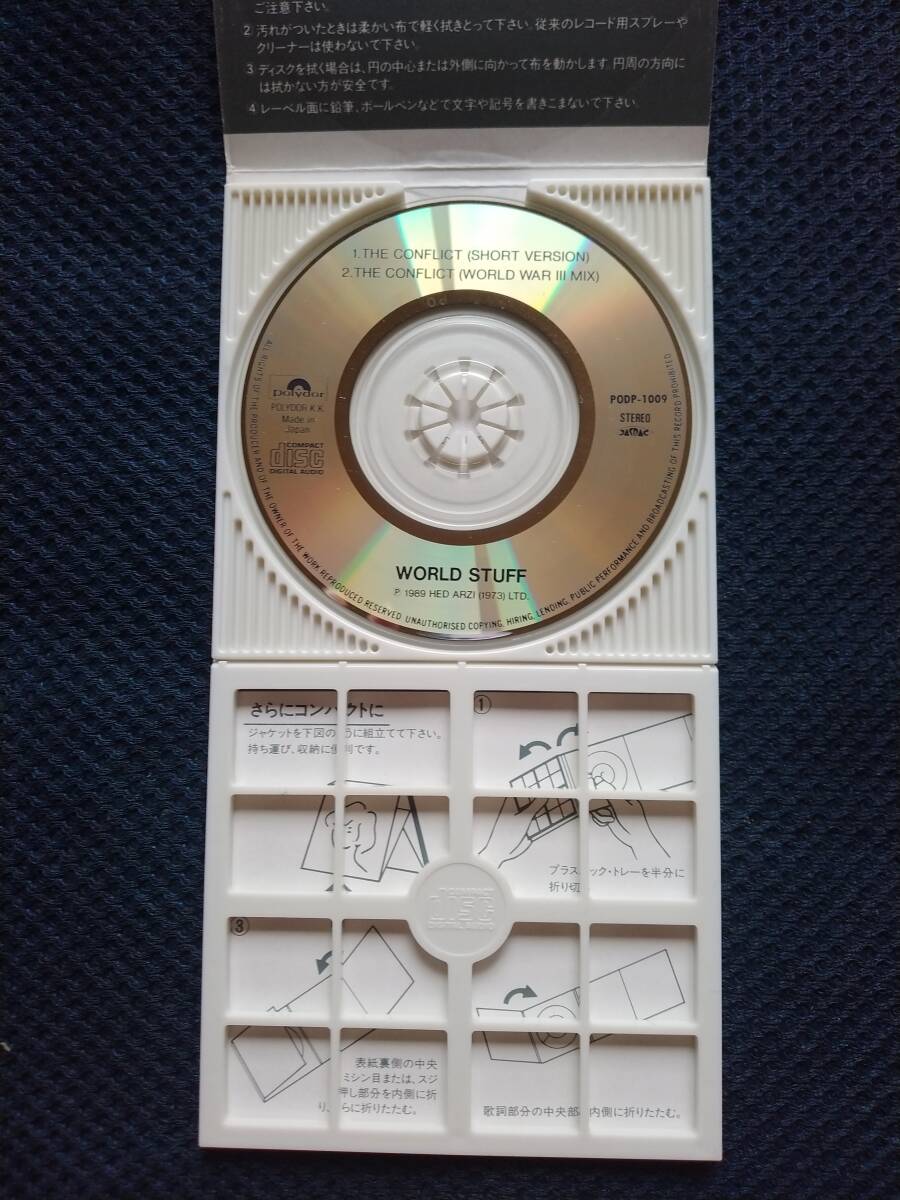 ご注意下さい。
2 汚れがついたときは柔かい布で軽く拭きとって下さい。従来のレコード用スプレーや
クリーナーは使わないで下さい。
3 ディスクを拭く場合は、円の中心または外側に向かって布を動かします。円周の方向に
は拭かない方が安全です。
4 レーベル面に鉛筆、ボールペンなどで文字や記号を書きこまないで下さい。
1.THE CONFLICT (SHORT VERSION)
2.THE CONFLICT (WORLD WAR III MIX)
polydor
POLYDOR K.K.
Made in
Japan
COMPACT
disc
DIGITAL AUDIO
PODP-1009
STEREO
WORLD STUFF
℗ 1989 HED ARZI (1973) LTD.
ALL RIGHTS OF THE PRODUCER AND OF THE OWNER OF THE WORK REPRODUCED RESERVED. UNAUTHORISED COPYING, HIRING, LENDING, PUBLIC PERFORMANCE AND BROADCASTING OF THIS RECORD PROHIBITED
さらにコンパクトに
ジャケットを下図のように組立てて下さい。
持ち運び、収納に便利です。
①
プラス ック・トレーを半分に
折り切
COMPACT
disc
DIGITAL AUDIO
③
表紙裏側の中央
ミシン目または、スジ
押し部分を内側に折
り、 らに折りたたむ。
歌詞部分の中央部 内側に折りたたむ。